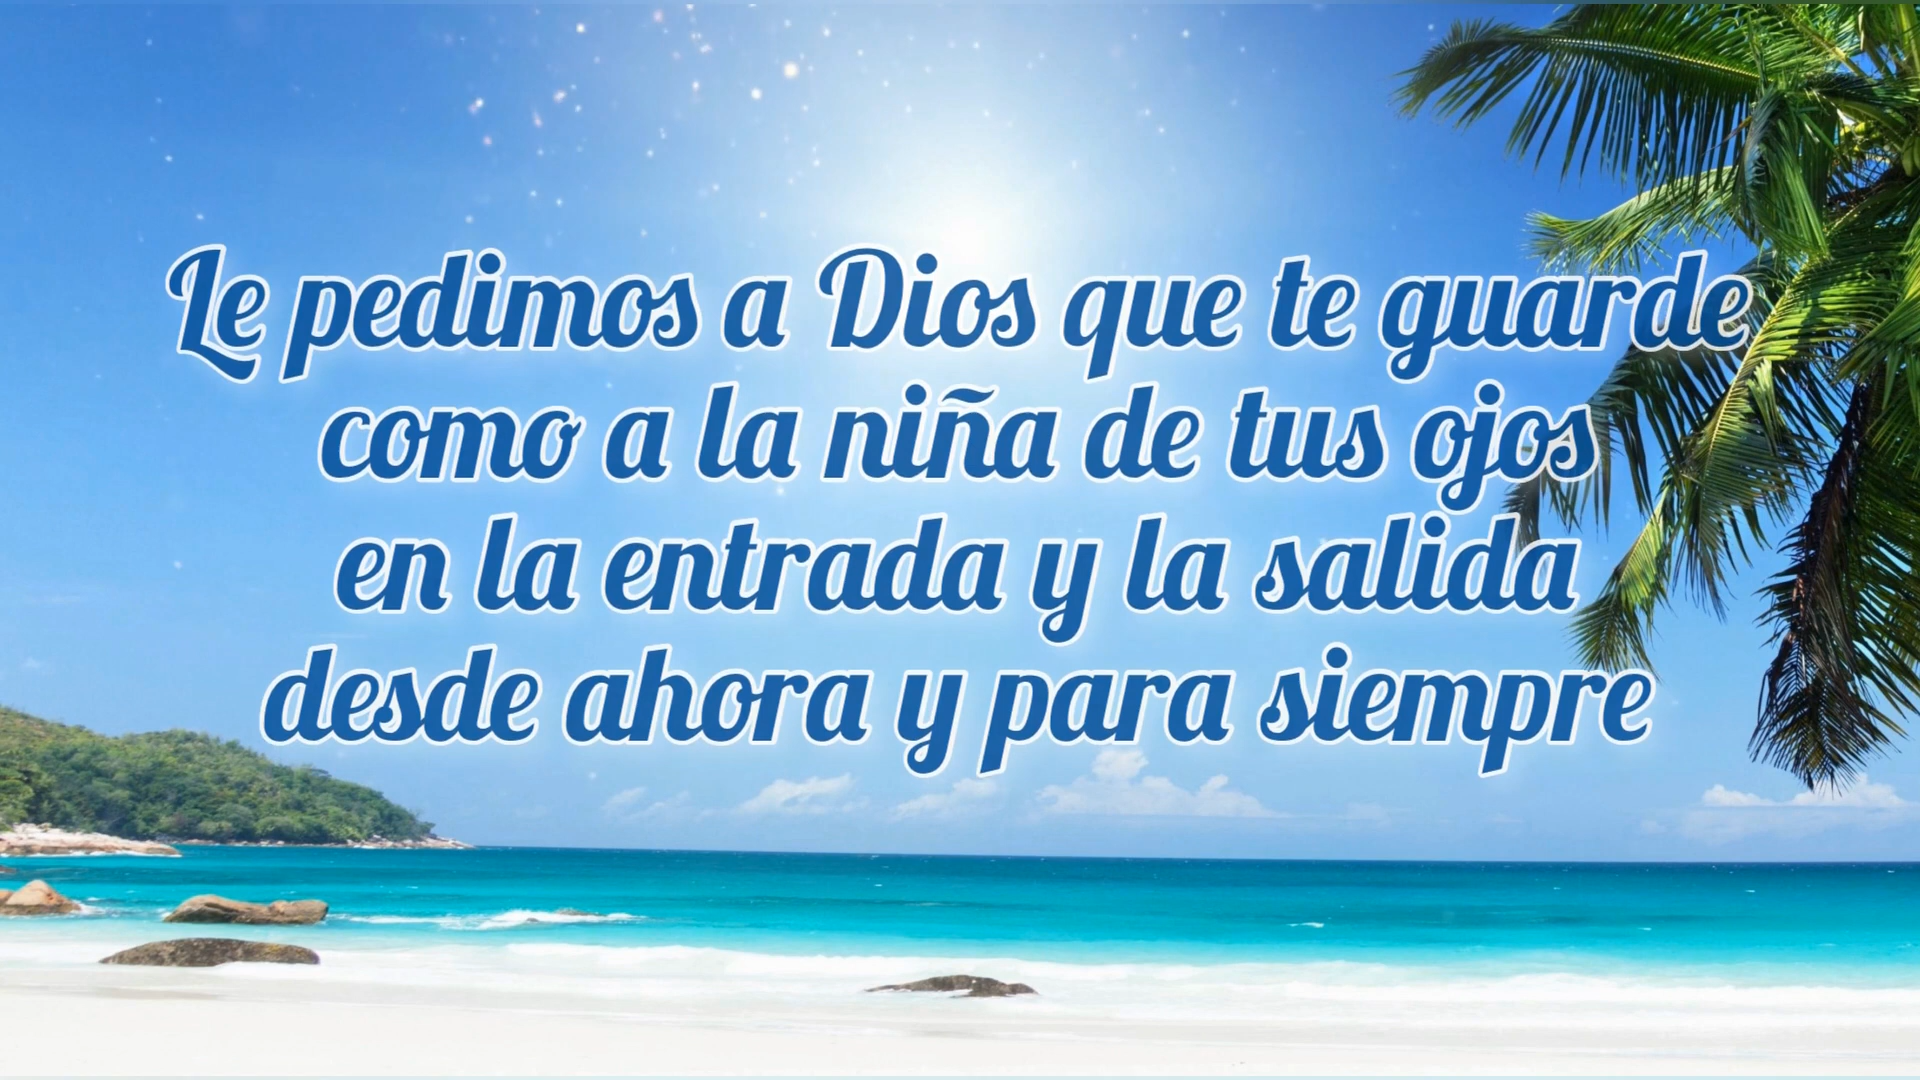 Le pedimos a Dios que te guarde
como a la niña de tus ojos
en la entrada y la salida
desde ahora y para siempre